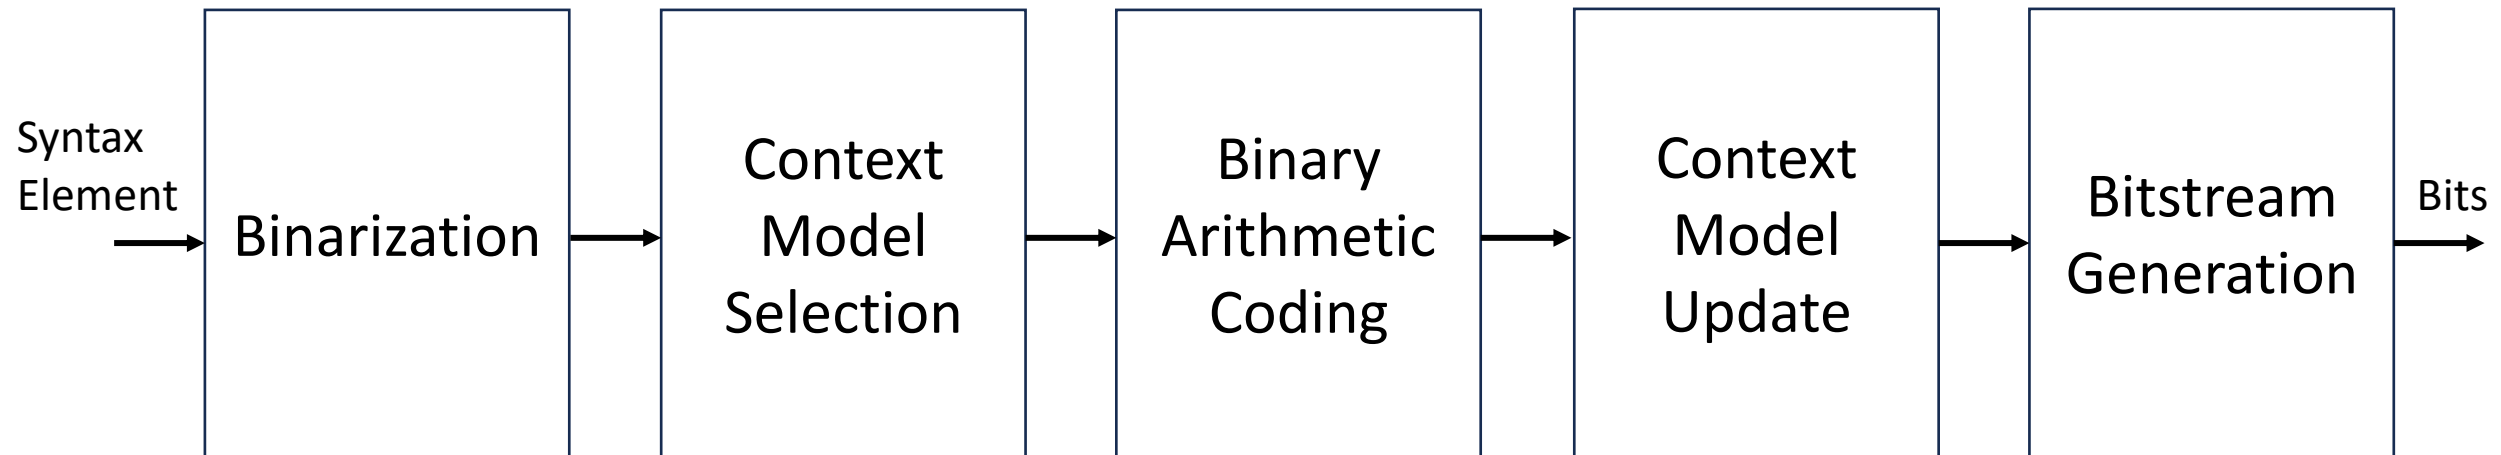 Syntax
Element
Binarization
Context
Model
Selection
Binary
Arithmetic
Coding
Context
Model
Update
Bitstream
Generation
Bits